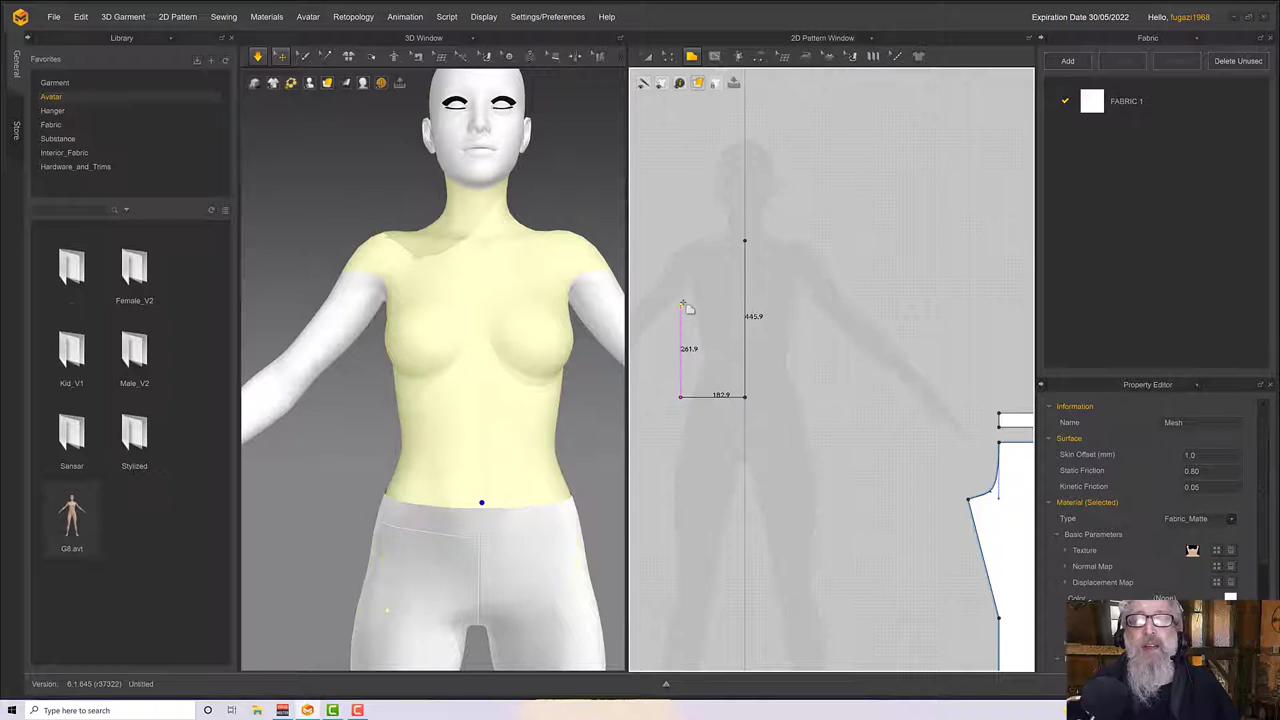 File Edit 3D Garment 2D Pattern Sewing Materials Avatar Retopology Animation Script Display Settings/Preferences Help
Expiration Date 30/05/2022 Hello, fugazi1968
Library
3D Window
2D Pattern Window
Fabric
General
Store
Favorites
Garment
Avatar
Hanger
Fabric
Substance
Interior_Fabric
Hardware_and_Trims
Add
Delete Unused
FABRIC 1
..
Female_V2
Kid_V1
Male_V2
Sansar
Stylized
G8.avt
445.9
261.9
182.9
Property Editor
Information
Name Mesh
Surface
Skin Offset (mm) 1.0
Static Friction 0.80
Kinetic Friction 0.05
Material (Selected)
Type Fabric_Matte
Basic Parameters
Texture
Normal Map
Displacement Map
Color (None)
Version: 6.1.645 (r37322) Untitled
Type here to search